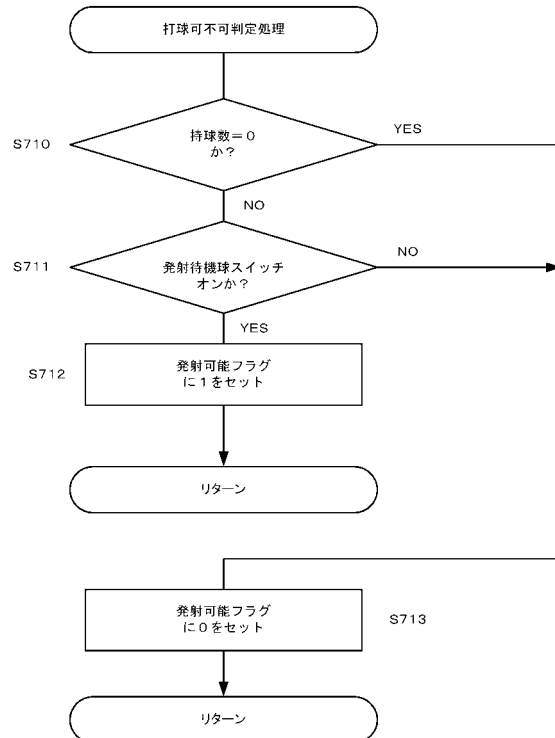 打球可不可判定処理
S710
持球数＝０
か？
YES
NO
S711
発射待機球スイッチ
オンか？
NO
YES
S712
発射可能フラグ
に１をセット
リターン
発射可能フラグ
に０をセット
S713
リターン